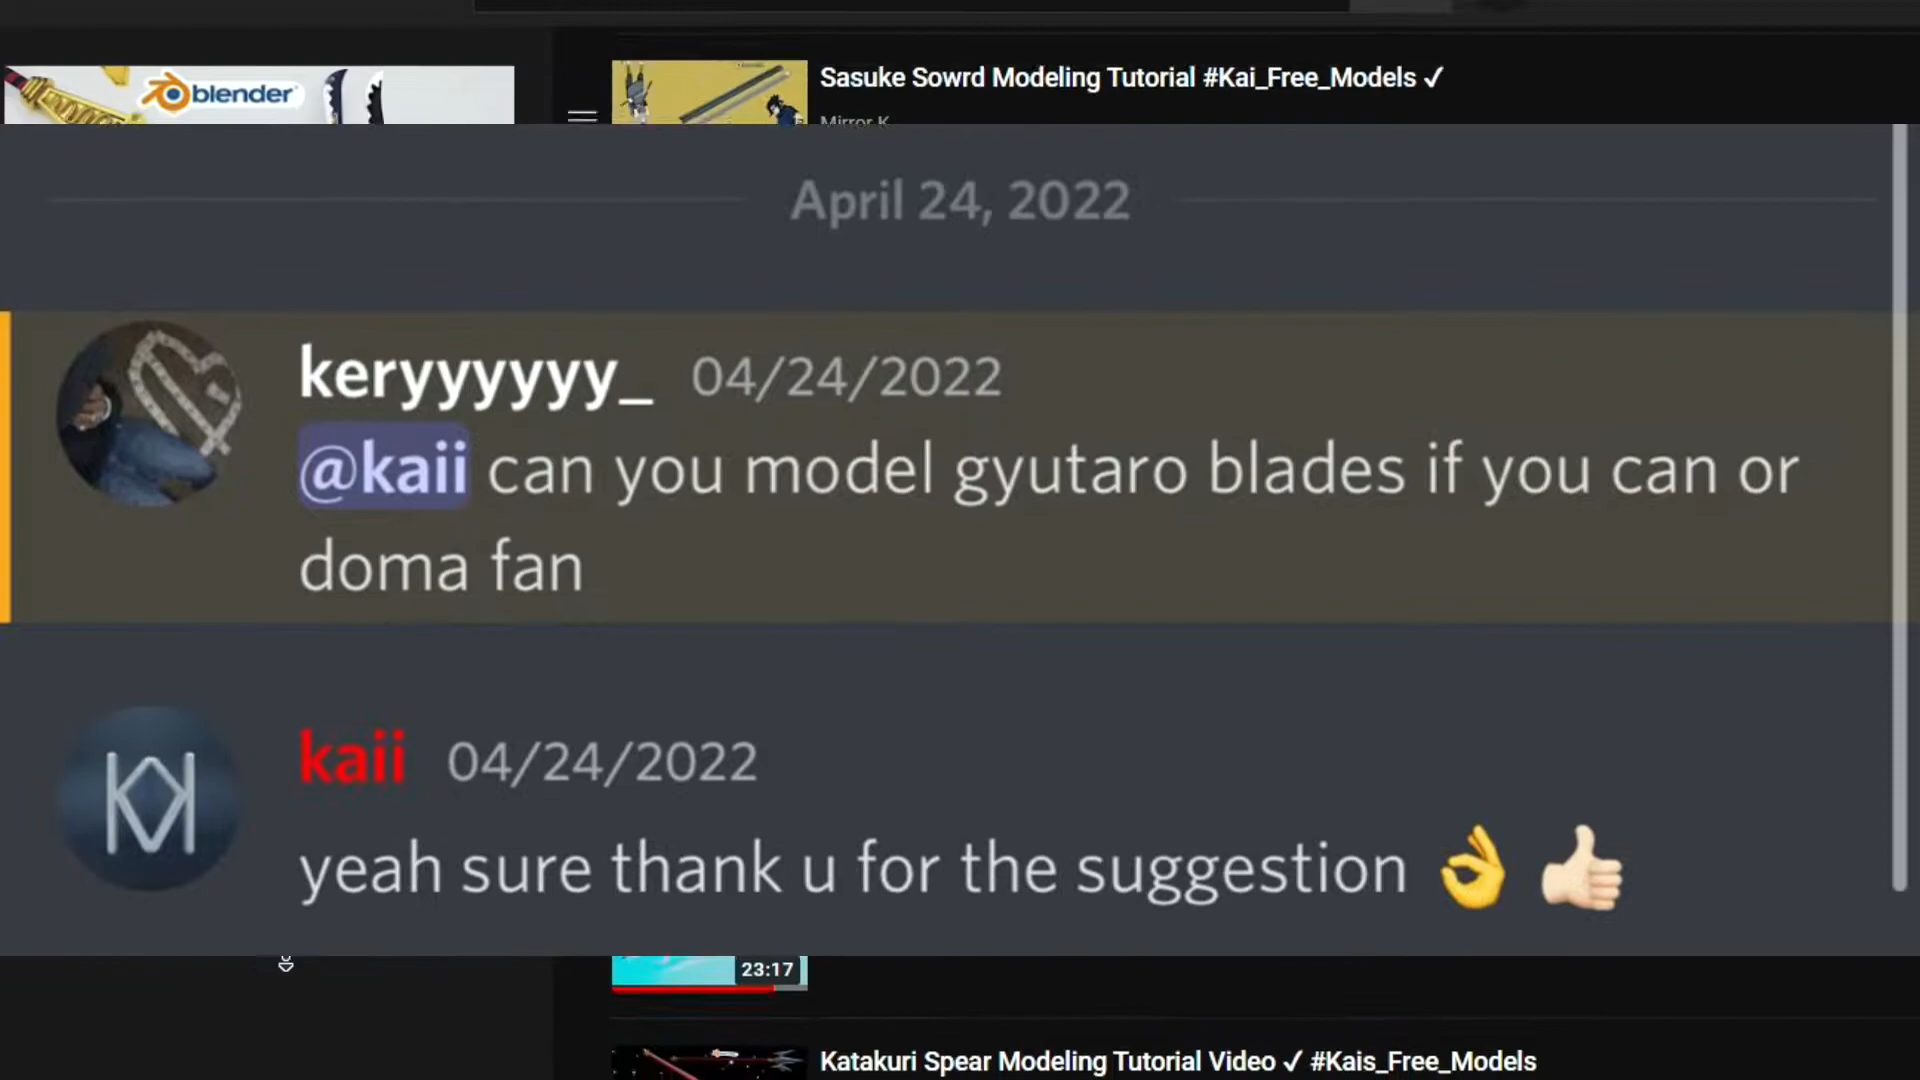 blender
Sasuke Sowrd Modeling Tutorial #Kai_Free_Models ✓
Mirror K
April 24, 2022
keryyyyyy_ 04/24/2022
@kaii can you model gyutaro blades if you can or
doma fan
kaii 04/24/2022
yeah sure thank u for the suggestion 👌 👍🏻
23:17
Katakuri Spear Modeling Tutorial Video ✓ #Kais_Free_Models